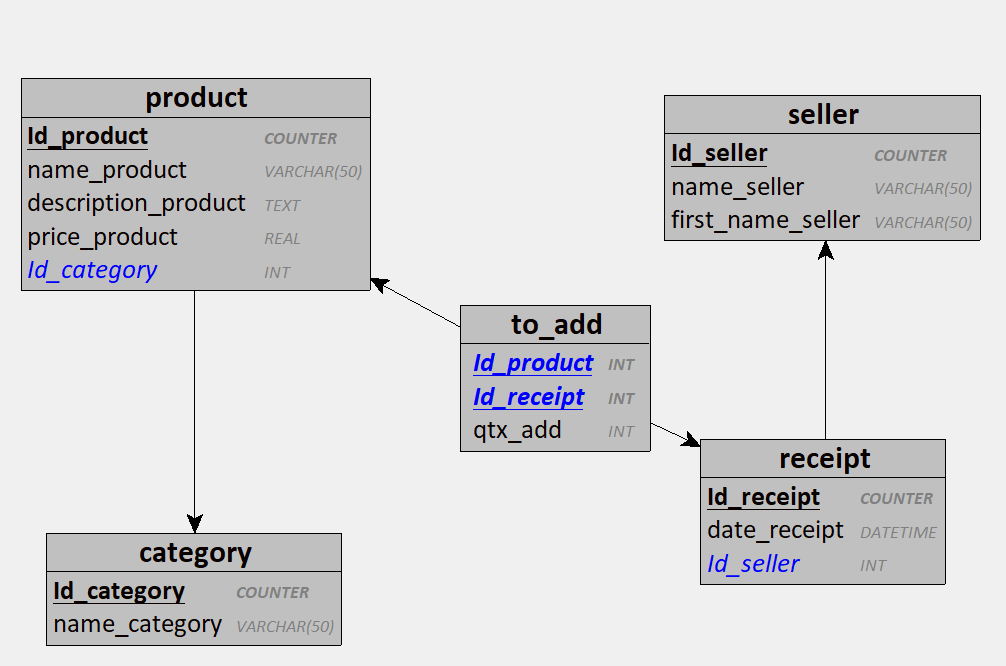 product
Id_product COUNTER
name_product VARCHAR(50)
description_product TEXT
price_product REAL
Id_category INT
seller
Id_seller COUNTER
name_seller VARCHAR(50)
first_name_seller VARCHAR(50)
to_add
Id_product INT
Id_receipt INT
qtx_add INT
receipt
Id_receipt COUNTER
date_receipt DATETIME
Id_seller INT
category
Id_category COUNTER
name_category VARCHAR(50)